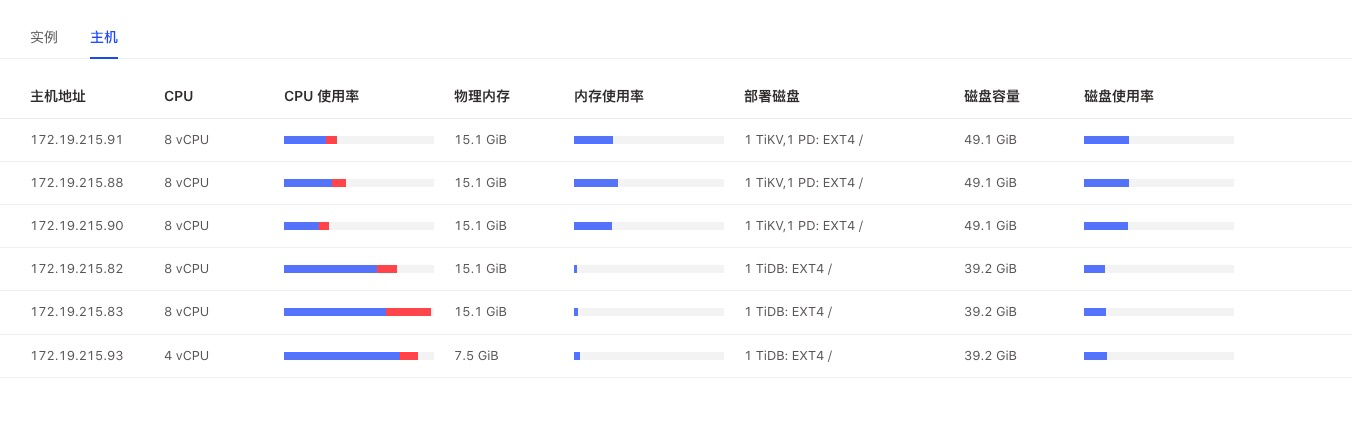 实例 主机
主机地址 CPU CPU 使用率 物理内存 内存使用率 部署磁盘 磁盘容量 磁盘使用率
172.19.215.91 8 vCPU 15.1 GiB 1 TiKV,1 PD: EXT4 / 49.1 GiB
172.19.215.88 8 vCPU 15.1 GiB 1 TiKV,1 PD: EXT4 / 49.1 GiB
172.19.215.90 8 vCPU 15.1 GiB 1 TiKV,1 PD: EXT4 / 49.1 GiB
172.19.215.82 8 vCPU 15.1 GiB 1 TiDB: EXT4 / 39.2 GiB
172.19.215.83 8 vCPU 15.1 GiB 1 TiDB: EXT4 / 39.2 GiB
172.19.215.93 4 vCPU 7.5 GiB 1 TiDB: EXT4 / 39.2 GiB